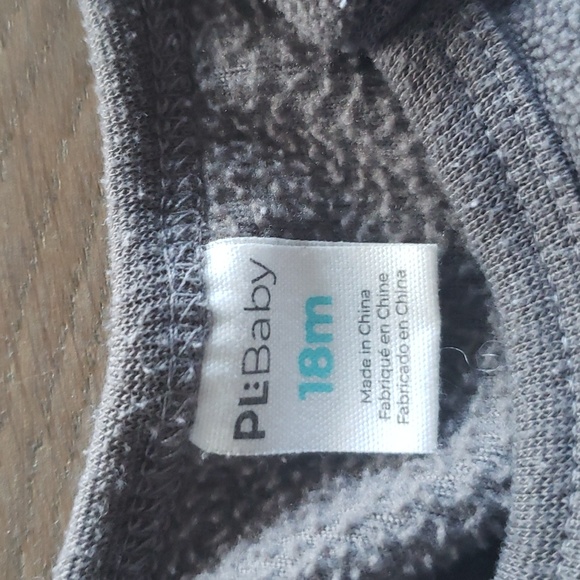 PL:Baby
18m
Made in China
Fabriqué en Chine
Fabricado en China